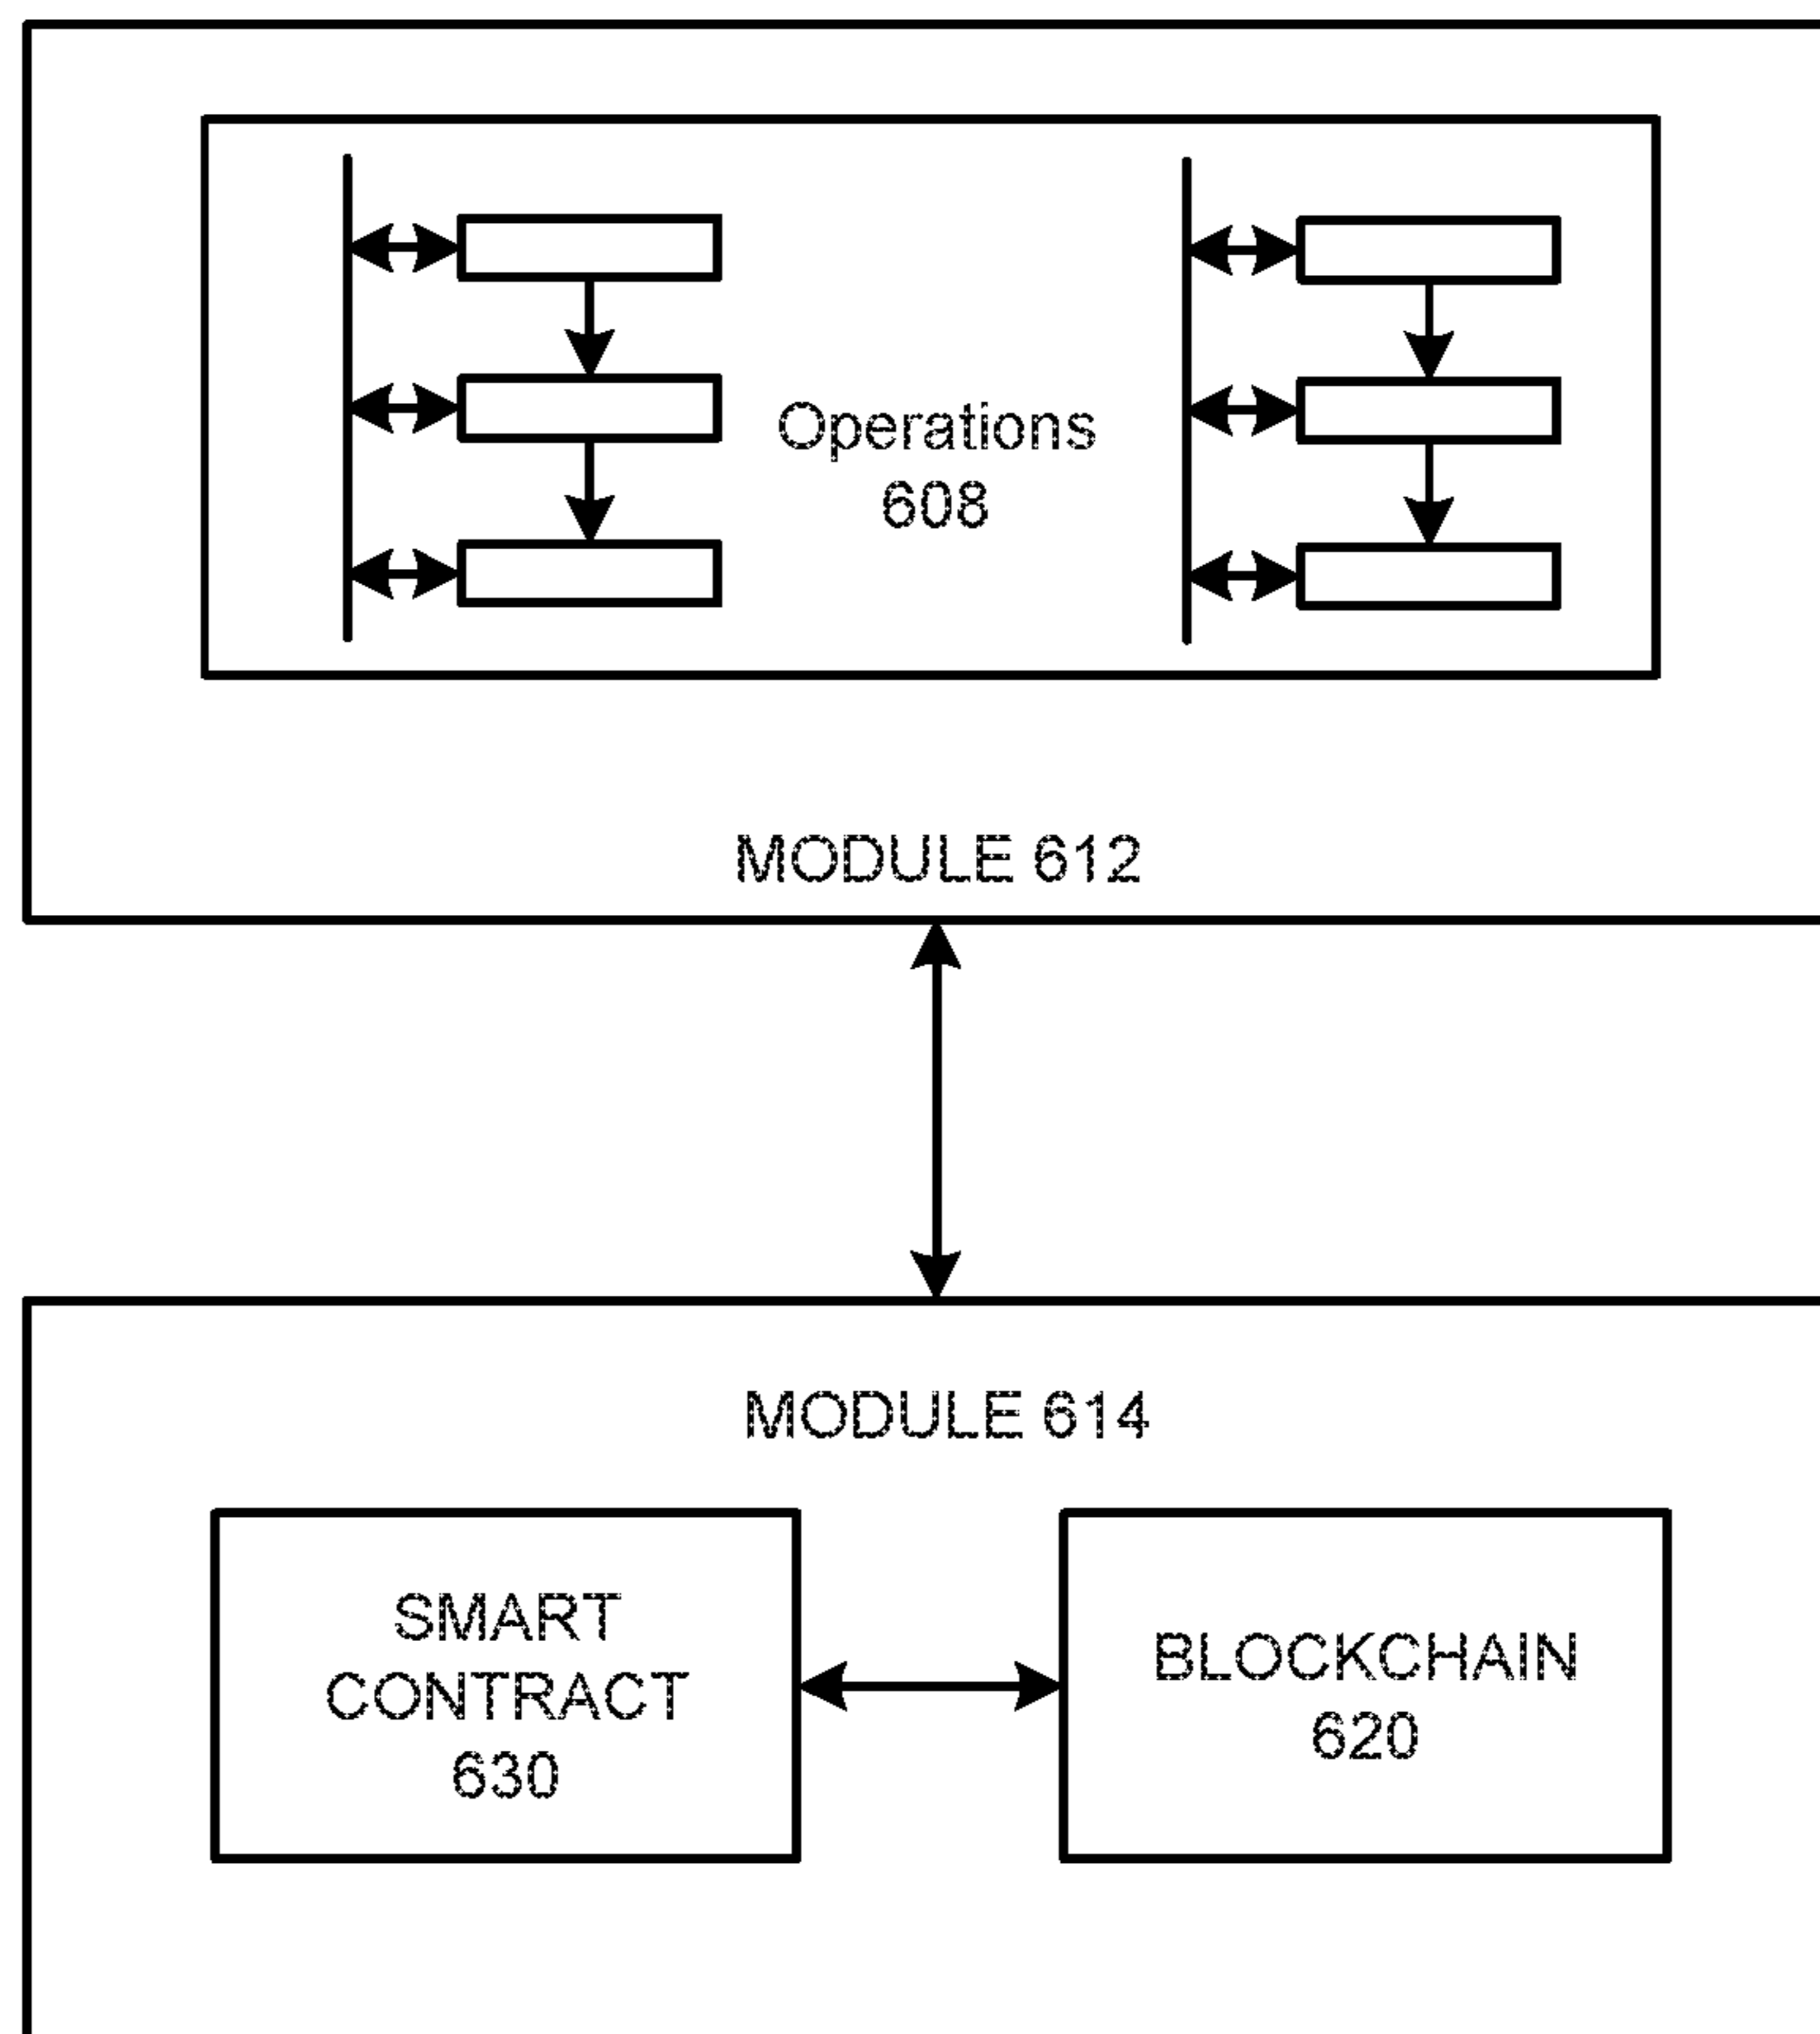 Operations
608
MODULE 612
MODULE 614
SMART
CONTRACT
630
BLOCKCHAIN
620